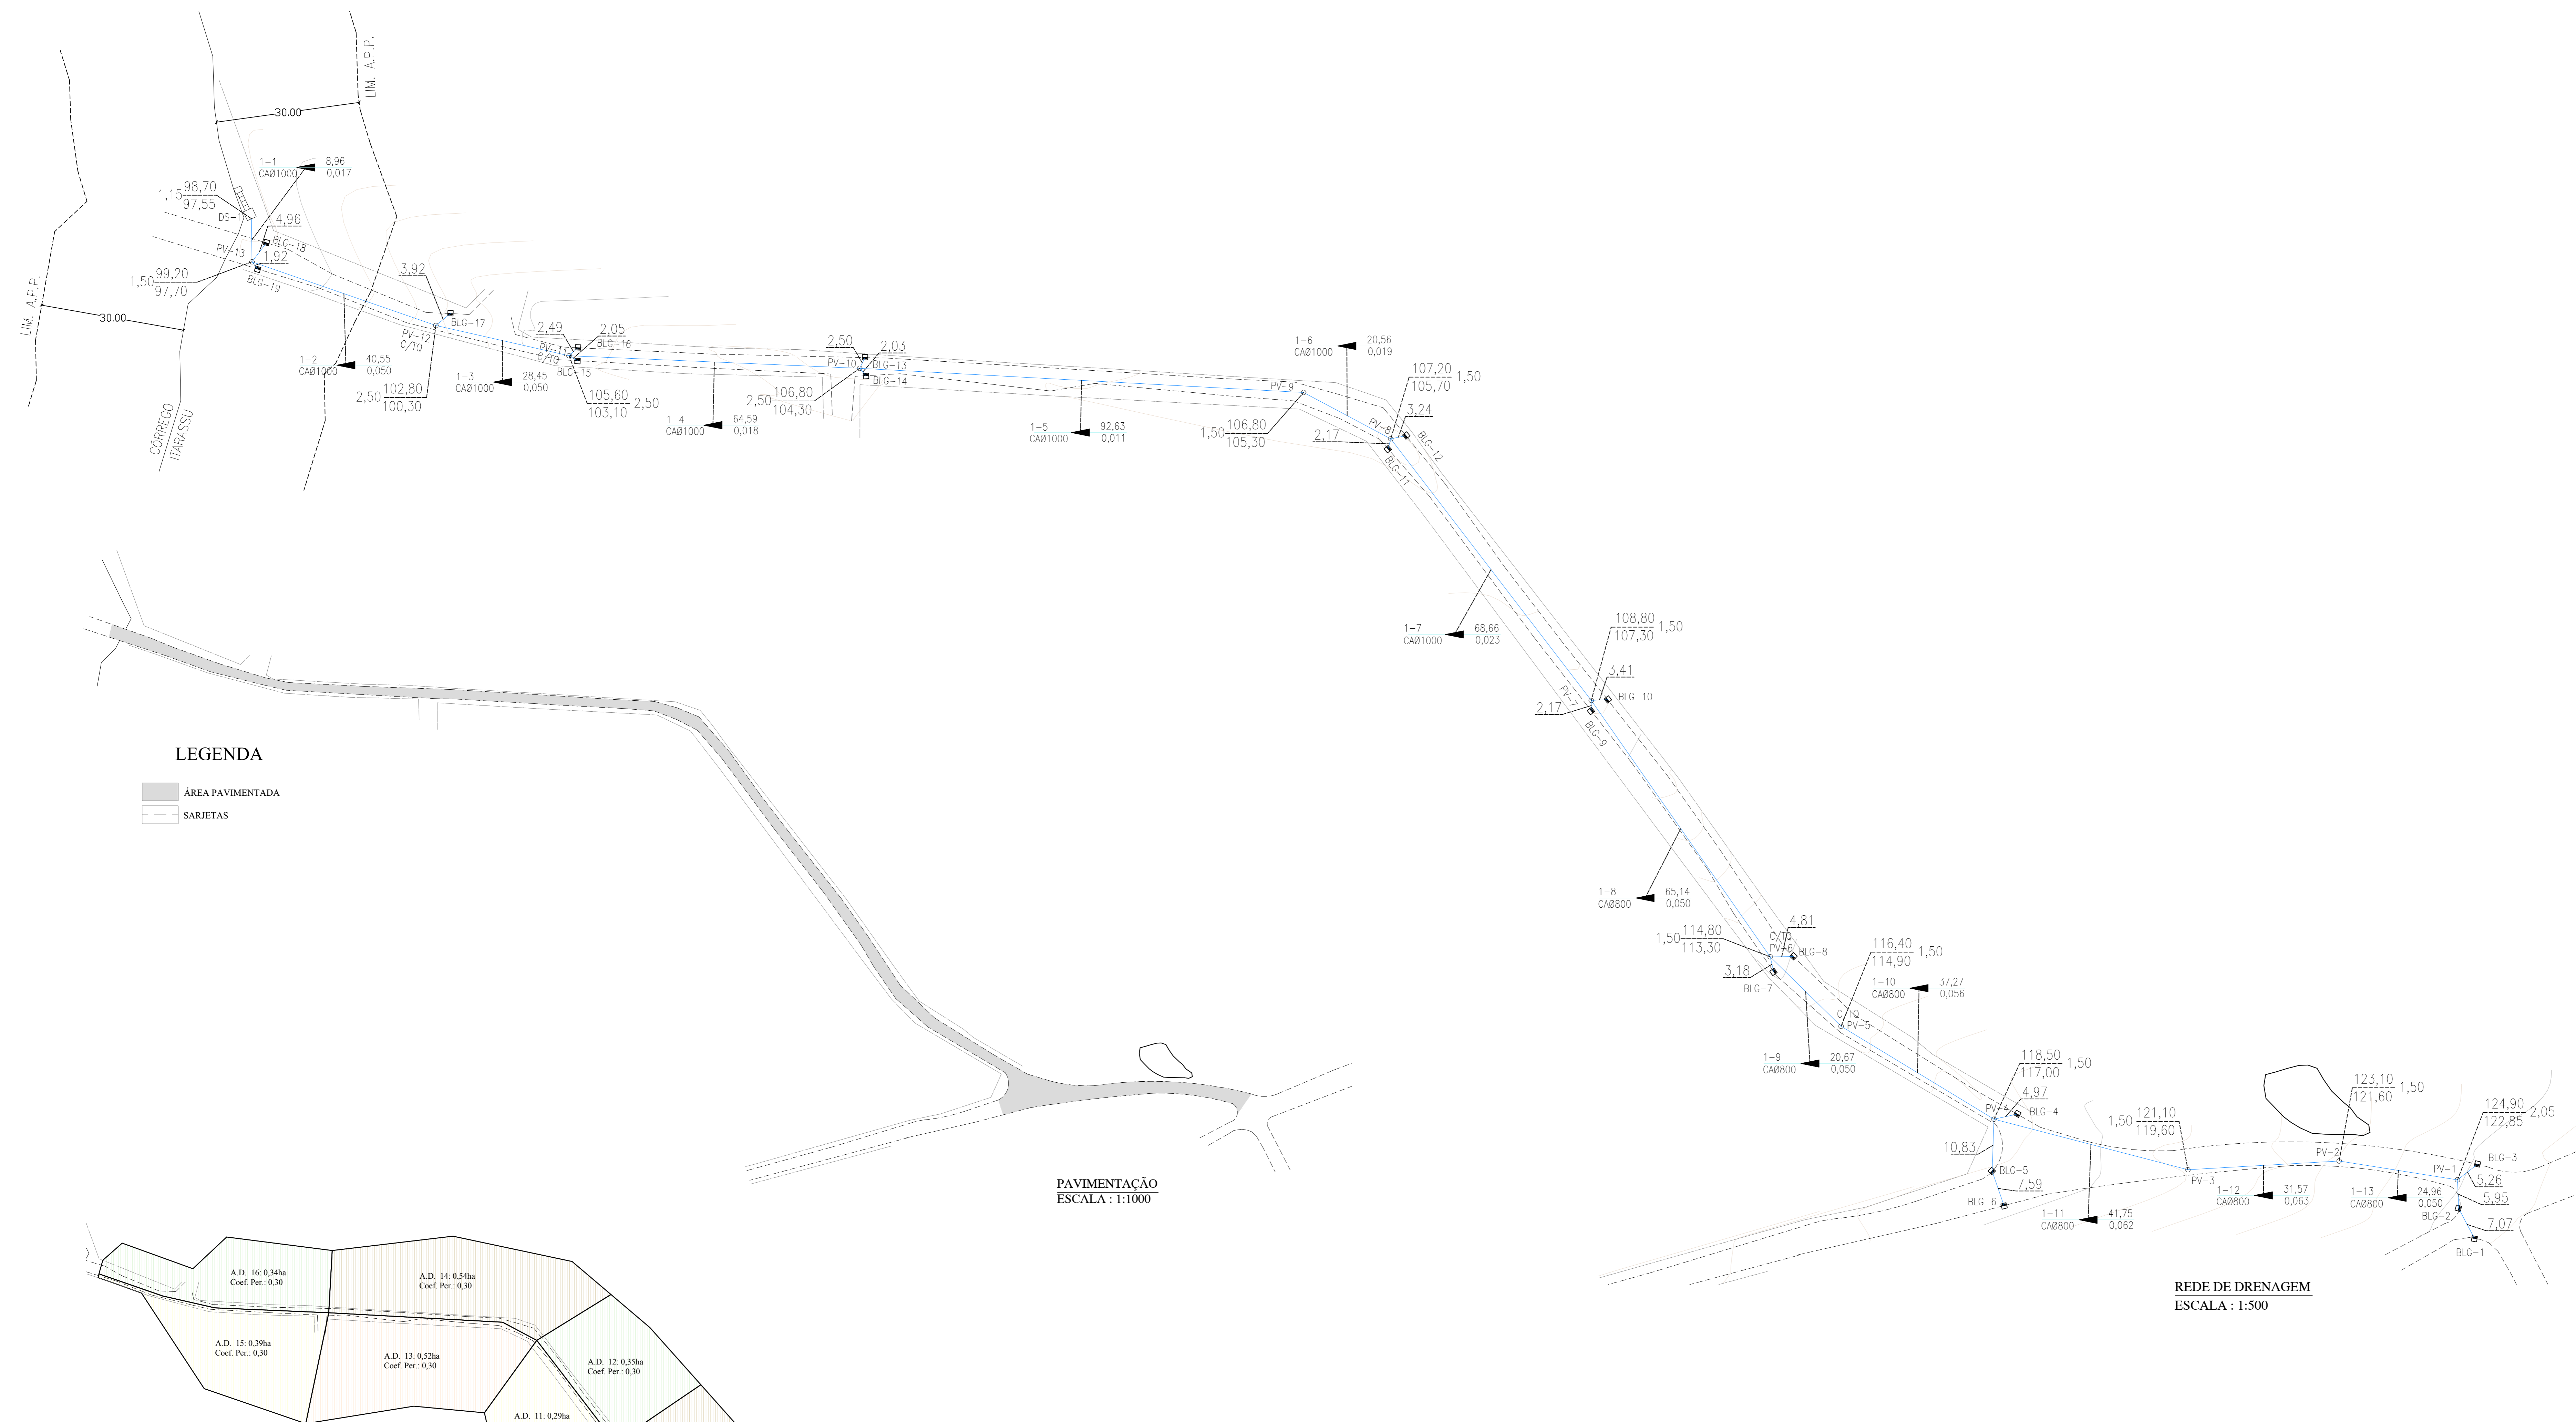 LIM. A.P.P.
30.00
1-1
CAØ1000
8,96
0,017
1,15
98,70
97,55
DS-1
4,96
BLG-18
PV-13
1,92
BLG-19
1,50
99,20
97,70
LIM. A.P.P.
30.00
CÓRREGO
ITARASSU
3,92
BLG-17
PV-12
C/TQ
1-2
CAØ1000
40,55
0,050
2,50
102,80
100,30
1-3
CAØ1000
28,45
0,050
2,49
2,05
BLG-16
PV-11
C/TQ
BLG-15
105,60
103,10
2,50
1-4
CAØ1000
64,59
0,018
2,50
2,03
PV-10
BLG-13
BLG-14
2,50
106,80
104,30
1-5
CAØ1000
92,63
0,011
1-6
CAØ1000
20,56
0,019
PV-9
1,50
106,80
105,30
107,20
105,70
1,50
3,24
PV-8
2,17
BLG-12
BLG-11
1-7
CAØ1000
68,66
0,023
108,80
107,30
1,50
3,41
BLG-10
PV-7
2,17
BLG-9
1-8
CAØ800
65,14
0,050
4,81
1,50
114,80
113,30
C/TQ
PV-6
BLG-8
3,18
BLG-7
116,40
114,90
1,50
1-10
CAØ800
37,27
0,056
C/TQ
PV-5
1-9
CAØ800
20,67
0,050
118,50
117,00
1,50
4,97
PV-4
BLG-4
10,83
BLG-5
7,59
BLG-6
1,50
121,10
119,60
PV-3
1-11
CAØ800
41,75
0,062
123,10
121,60
1,50
PV-2
1-12
CAØ800
31,57
0,063
124,90
122,85
2,05
PV-1
BLG-3
5,26
5,95
1-13
CAØ800
24,96
0,050
BLG-2
7,07
BLG-1
REDE DE DRENAGEM
ESCALA : 1:500
LEGENDA
ÁREA PAVIMENTADA
SARJETAS
PAVIMENTAÇÃO
ESCALA : 1:1000
A.D. 16: 0,34ha
Coef. Per.: 0,30
A.D. 14: 0,54ha
Coef. Per.: 0,30
A.D. 15: 0,39ha
Coef. Per.: 0,30
A.D. 13: 0,52ha
Coef. Per.: 0,30
A.D. 12: 0,35ha
Coef. Per.: 0,30
A.D. 11: 0,29ha